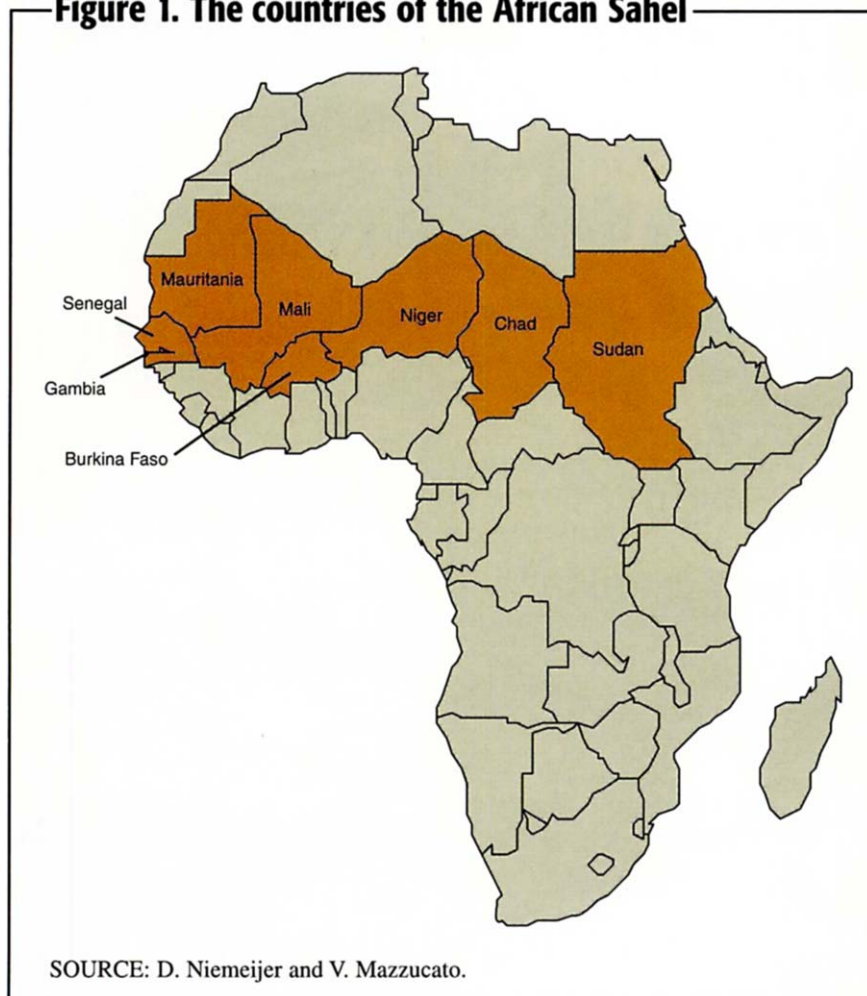 Figure 1. The countries of the African Sahel
Mauritania
Senegal
Mali
Niger
Chad
Sudan
Gambia
Burkina Faso
SOURCE: D. Niemeijer and V. Mazzucato.